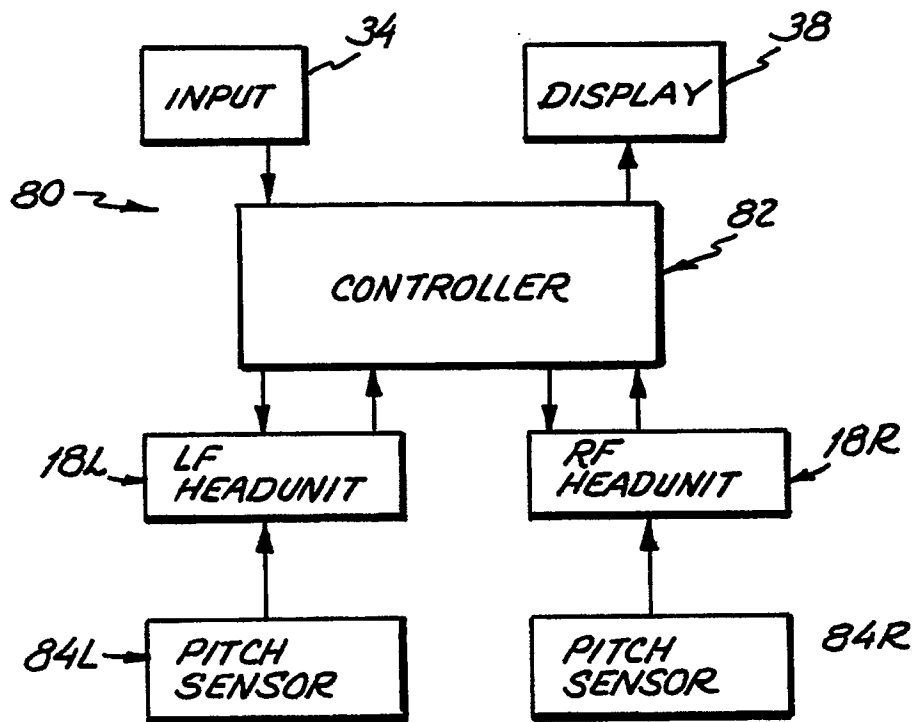 34
38
INPUT
DISPLAY
80
82
CONTROLLER
18L
LF
HEADUNIT
RF
HEADUNIT
18R
84L
PITCH
SENSOR
PITCH
SENSOR
84R